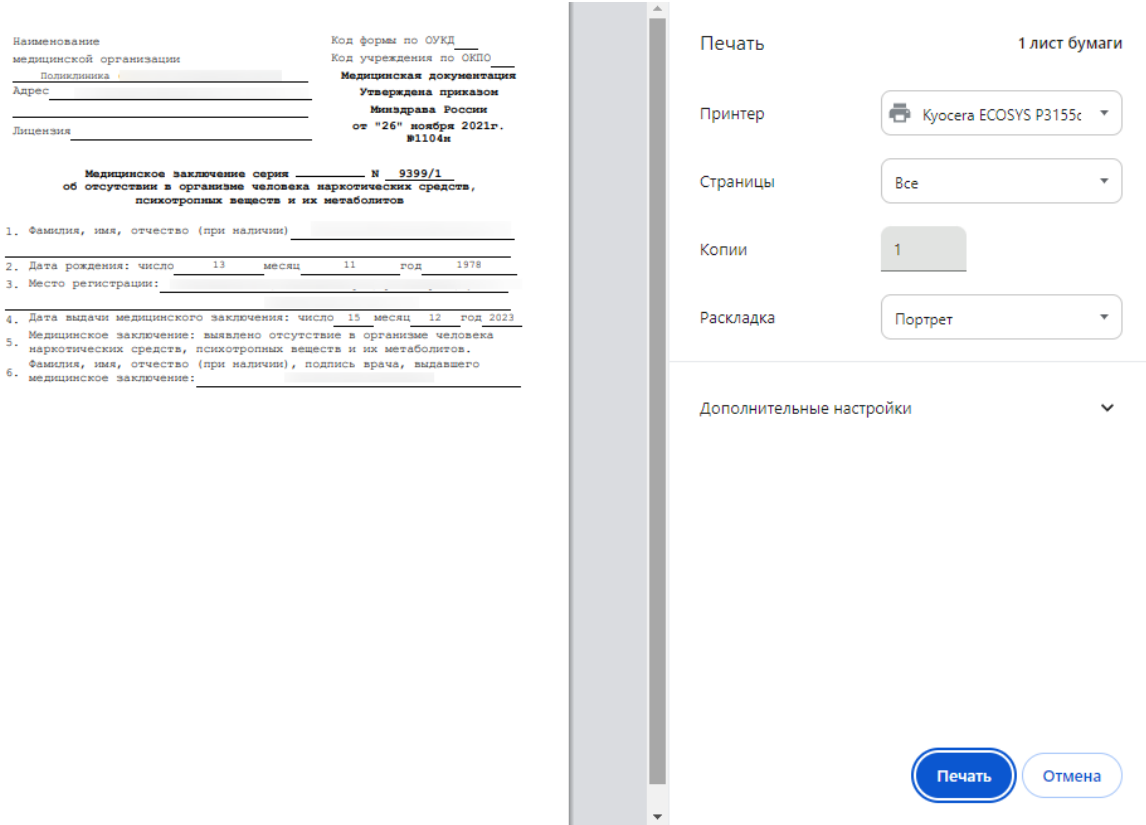 Наименование
медицинской организации
Поликлиника
Адрес
Лицензия
Код формы по ОУКД
Код учреждения по ОКПО
Медицинская документация
Утверждена приказом
Минздрава России
от "26" ноября 2021г.
№1104н
Медицинское заключение серия N 9399/1
об отсутствии в организме человека наркотических средств,
психотропных веществ и их метаболитов
1. Фамилия, имя, отчество (при наличии)
2. Дата рождения: число 13 месяц 11 год 1978
3. Место регистрации:
4. Дата выдачи медицинского заключения: число 15 месяц 12 год 2023
5. Медицинское заключение: выявлено отсутствие в организме человека
наркотических средств, психотропных веществ и их метаболитов.
6. Фамилия, имя, отчество (при наличии), подпись врача, выдавшего
медицинское заключение:
Печать 1 лист бумаги
Принтер Kyocera ECOSYS P3155c
Страницы Все
Копии 1
Раскладка Портрет
Дополнительные настройки
Печать Отмена